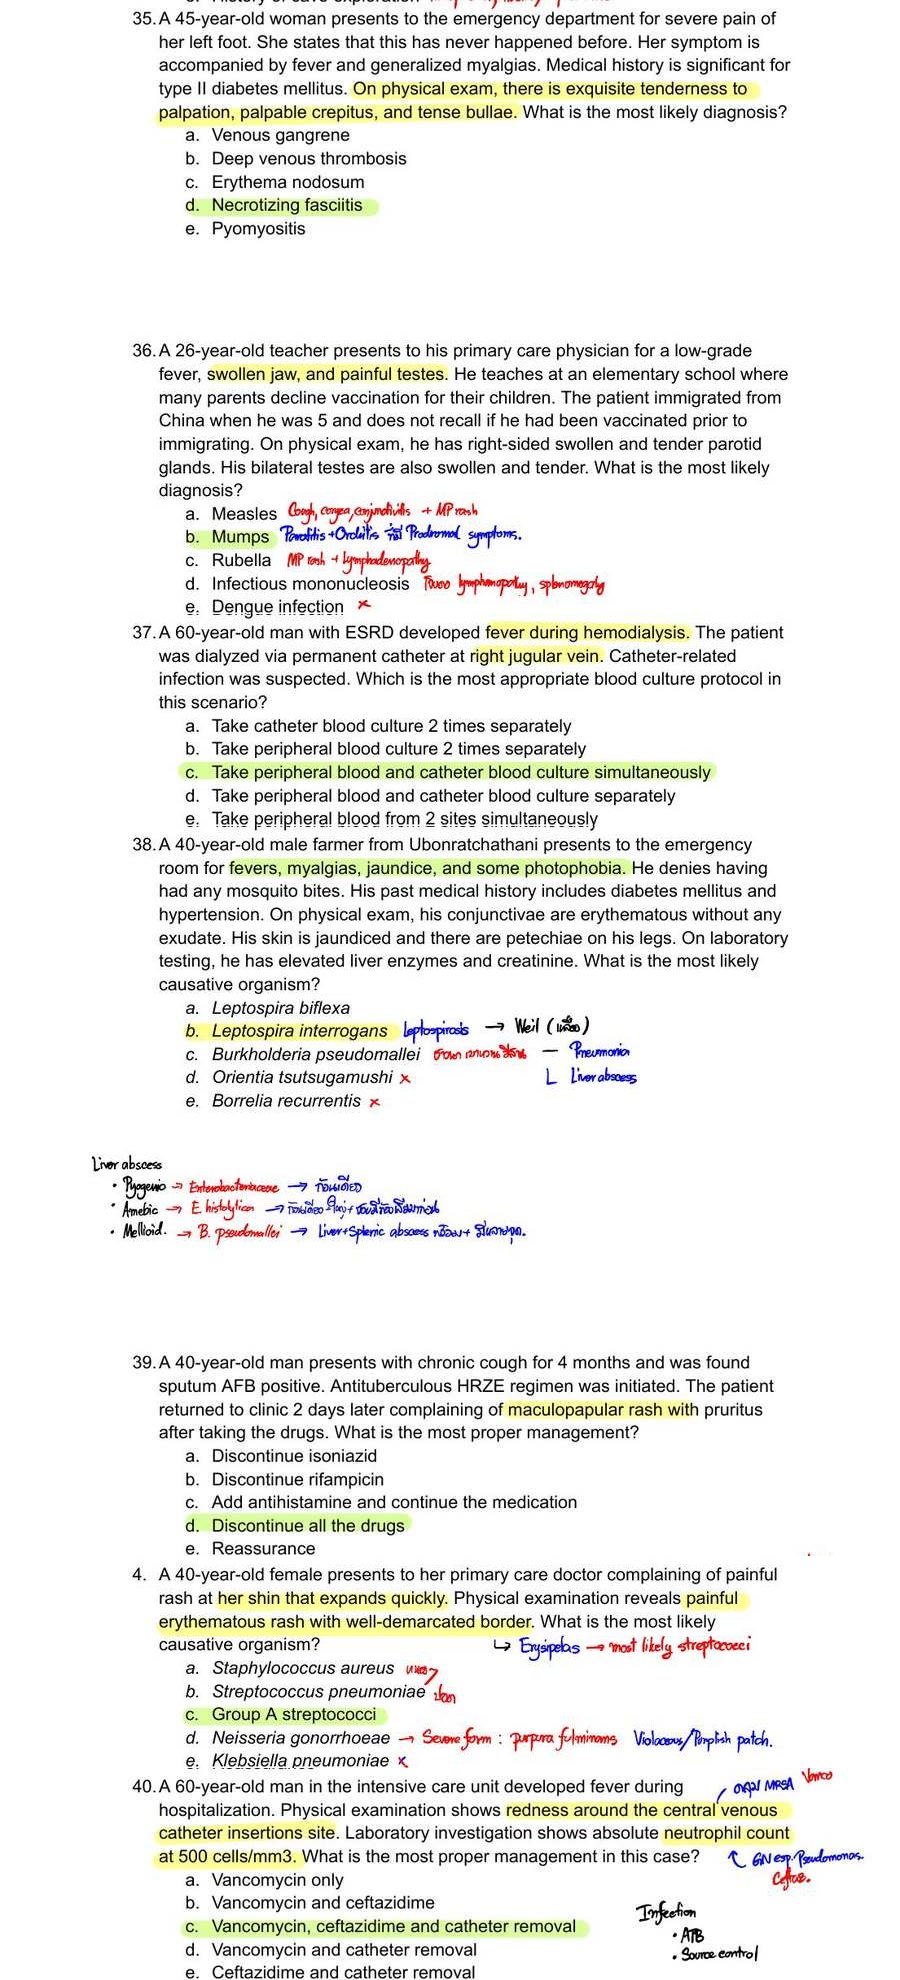 35. A 45-year-old woman presents to the emergency department for severe pain of
her left foot. She states that this has never happened before. Her symptom is
accompanied by fever and generalized myalgias. Medical history is significant for
type II diabetes mellitus. On physical exam, there is exquisite tenderness to
palpation, palpable crepitus, and tense bullae. What is the most likely diagnosis?
a. Venous gangrene
b. Deep venous thrombosis
c. Erythema nodosum
d. Necrotizing fasciitis
e. Pyomyositis
36. A 26-year-old teacher presents to his primary care physician for a low-grade
fever, swollen jaw, and painful testes. He teaches at an elementary school where
many parents decline vaccination for their children. The patient immigrated from
China when he was 5 and does not recall if he had been vaccinated prior to
immigrating. On physical exam, he has right-sided swollen and tender parotid
glands. His bilateral testes are also swollen and tender. What is the most likely
diagnosis?
a. Measles Cough, coryza, conjunctivitis + MP rash
b. Mumps Parotitis + Orchitis Prodromal symptoms.
c. Rubella MP rash + lymphadenopathy
d. Infectious mononucleosis , splenomegaly
e. Dengue infection x
37. A 60-year-old man with ESRD developed fever during hemodialysis. The patient
was dialyzed via permanent catheter at right jugular vein. Catheter-related
infection was suspected. Which is the most appropriate blood culture protocol in
this scenario?
a. Take catheter blood culture 2 times separately
b. Take peripheral blood culture 2 times separately
c. Take peripheral blood and catheter blood culture simultaneously
d. Take peripheral blood and catheter blood culture separately
e. Take peripheral blood from 2 sites simultaneously
38. A 40-year-old male farmer from Ubonratchathani presents to the emergency
room for fevers, myalgias, jaundice, and some photophobia. He denies having
had any mosquito bites. His past medical history includes diabetes mellitus and
hypertension. On physical exam, his conjunctivae are erythematous without any
exudate. His skin is jaundiced and there are petechiae on his legs. On laboratory
testing, he has elevated liver enzymes and creatinine. What is the most likely
causative organism?
a. Leptospira biflexa
b. Leptospira interrogans Leptospirosis → Weil
c. Burkholderia pseudomallei — Pneumonia
d. Orientia tsutsugamushi x L Liver abscess
e. Borrelia recurrentis x
Liver abscess
• Pyogenic → Enterobacteriaceae → ก้อนเดียว
• Amebic → E. histolytica →
• Mellioid. → B. pseudomallei → Liver+Splenic abscess
39. A 40-year-old man presents with chronic cough for 4 months and was found
sputum AFB positive. Antituberculous HRZE regimen was initiated. The patient
returned to clinic 2 days later complaining of maculopapular rash with pruritus
after taking the drugs. What is the most proper management?
a. Discontinue isoniazid
b. Discontinue rifampicin
c. Add antihistamine and continue the medication
d. Discontinue all the drugs
e. Reassurance
4. A 40-year-old female presents to her primary care doctor complaining of painful
rash at her shin that expands quickly. Physical examination reveals painful
erythematous rash with well-demarcated border. What is the most likely
causative organism? ↳ Erysipelas → most likely streptococci
a. Staphylococcus aureus
b. Streptococcus pneumoniae ปอด
c. Group A streptococci
d. Neisseria gonorrhoeae → Severe form : purpura fulminans Violaceous/Purplish patch.
e. Klebsiella pneumoniae x
40. A 60-year-old man in the intensive care unit developed fever during MRSA Vanco
hospitalization. Physical examination shows redness around the central venous
catheter insertions site. Laboratory investigation shows absolute neutrophil count
at 500 cells/mm3. What is the most proper management in this case? ↑ GN esp. Pseudomonas.
Ceftaz.
a. Vancomycin only
b. Vancomycin and ceftazidime
c. Vancomycin, ceftazidime and catheter removal
d. Vancomycin and catheter removal
e. Ceftazidime and catheter removal
Infection
• ATB
• Source control